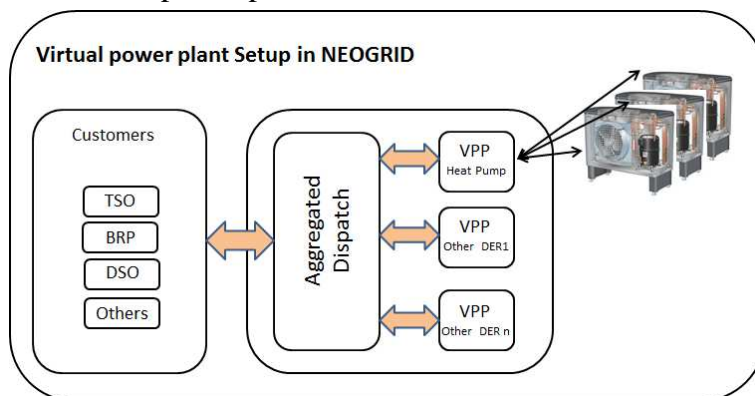 Virtual power plant Setup in NEOGRID
Customers
TSO
BRP
DSO
Others
Aggregated
Dispatch
VPP
Heat Pump
VPP
Other DER1
VPP
Other DER n